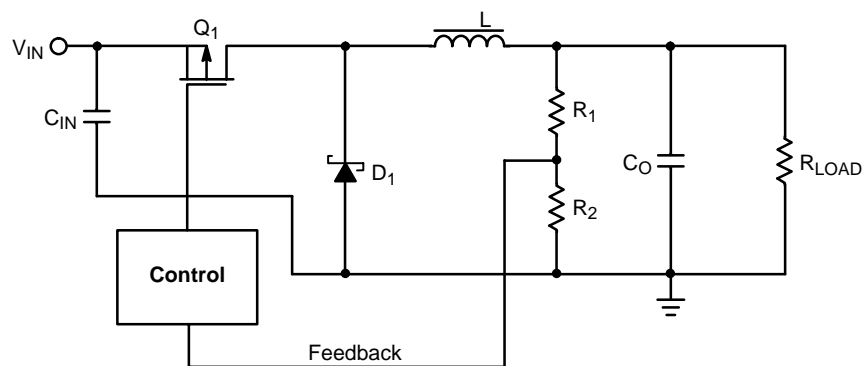 Q1
L
VIN
CIN
R1
D1
CO
RLOAD
R2
Control
Feedback